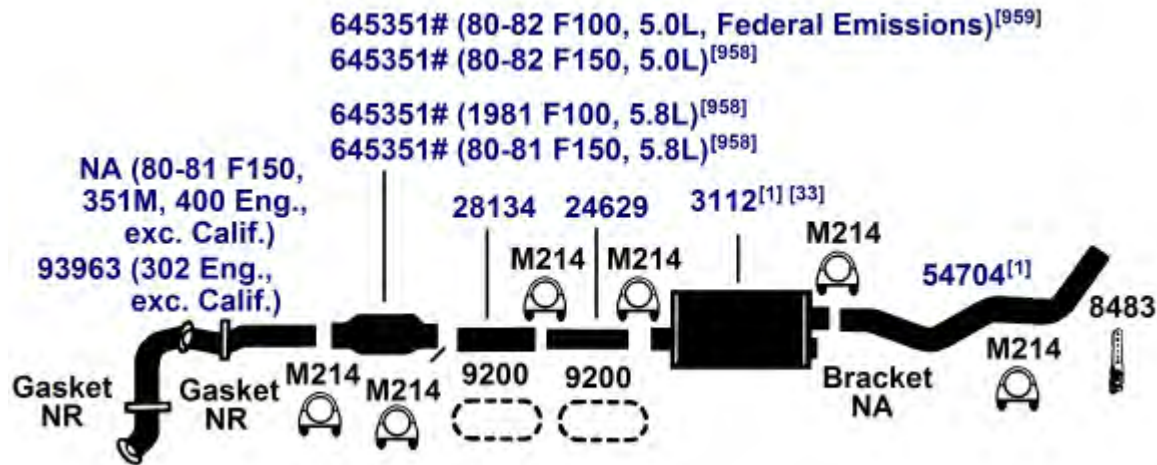 645351# (80-82 F100, 5.0L, Federal Emissions)[959]
645351# (80-82 F150, 5.0L)[958]
645351# (1981 F100, 5.8L)[958]
645351# (80-81 F150, 5.8L)[958]
NA (80-81 F150,
351M, 400 Eng.,
exc. Calif.)
93963 (302 Eng.,
exc. Calif.)
28134
24629
3112[1] [33]
M214
M214
M214
54704[1]
8483
Gasket
NR
Gasket
NR
M214
M214
9200
9200
Bracket
NA
M214